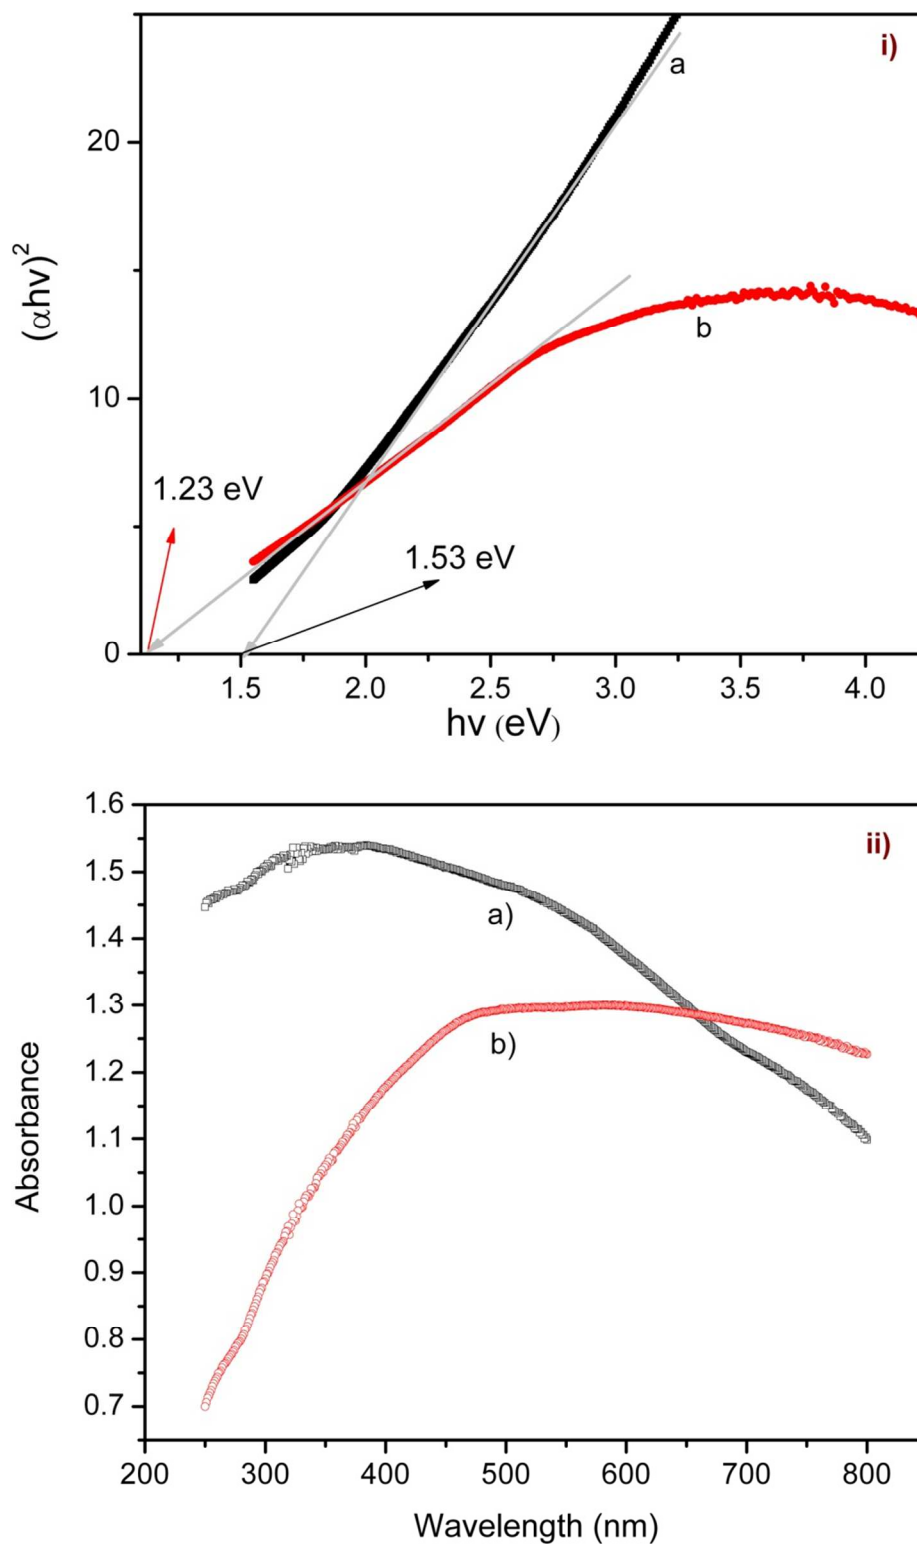 i)
a
20
(αhν)²
b
10
1.23 eV
1.53 eV
0
1.5 2.0 2.5 3.0 3.5 4.0
hν (eV)
1.6
ii)
1.5
a)
1.4
1.3
b)
1.2
1.1
1.0
0.9
0.8
0.7
Absorbance
200 300 400 500 600 700 800
Wavelength (nm)